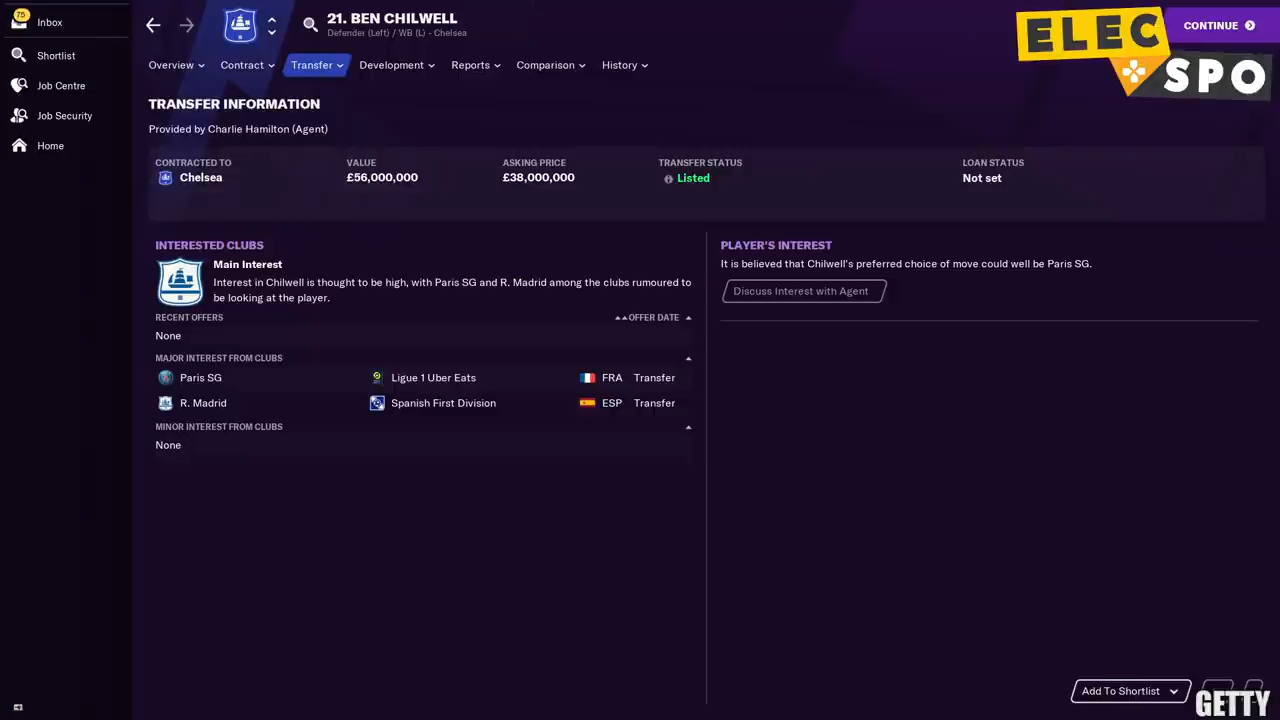 75
Inbox
Shortlist
Job Centre
Job Security
Home
21. BEN CHILWELL
Defender (Left) / WB (L) - Chelsea
ELEC
SPO
CONTINUE
Overview
Contract
Transfer
Development
Reports
Comparison
History
TRANSFER INFORMATION
Provided by Charlie Hamilton (Agent)
CONTRACTED TO VALUE ASKING PRICE TRANSFER STATUS LOAN STATUS
Chelsea £56,000,000 £38,000,000 Listed Not set
INTERESTED CLUBS
Main Interest
Interest in Chilwell is thought to be high, with Paris SG and R. Madrid among the clubs rumoured to
be looking at the player.
RECENT OFFERS OFFER DATE
None
MAJOR INTEREST FROM CLUBS
Paris SG Ligue 1 Uber Eats FRA Transfer
R. Madrid Spanish First Division ESP Transfer
MINOR INTEREST FROM CLUBS
None
PLAYER'S INTEREST
It is believed that Chilwell's preferred choice of move could well be Paris SG.
Discuss Interest with Agent
Add To Shortlist
GETTY